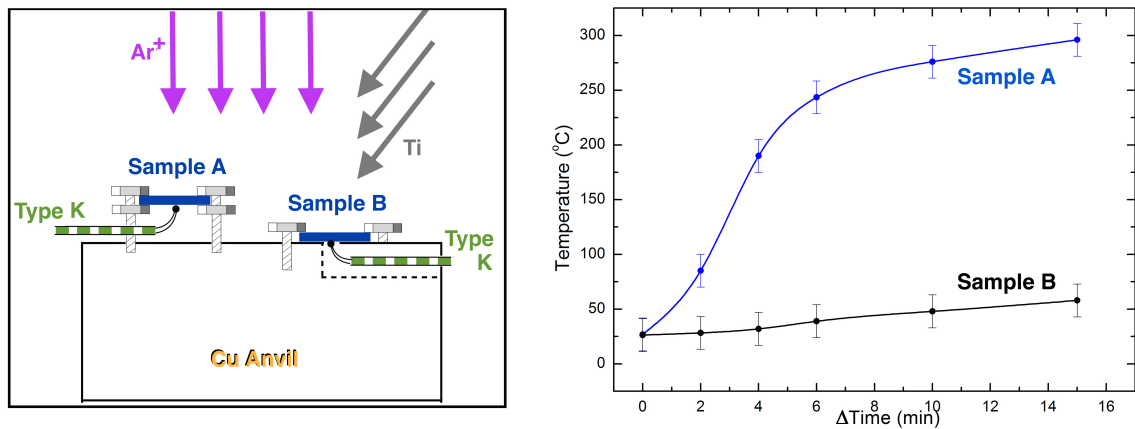 Ar+
Ti
Sample A
Type K
Sample B
Type
K
Cu Anvil
Temperature (°C)
300
250
200
150
100
50
0
Sample A
Sample B
0 2 4 6 8 10 12 14 16
ΔTime (min)